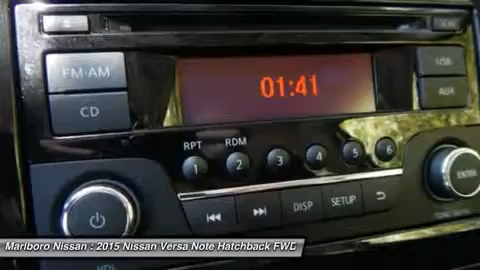 FM·AM
01:41
USB
CD
AUX
RPT RDM
1 2 3 4 5 6
ENTER
DISP SETUP
VOL
Marlboro Nissan : 2015 Nissan Versa Note Hatchback FWD